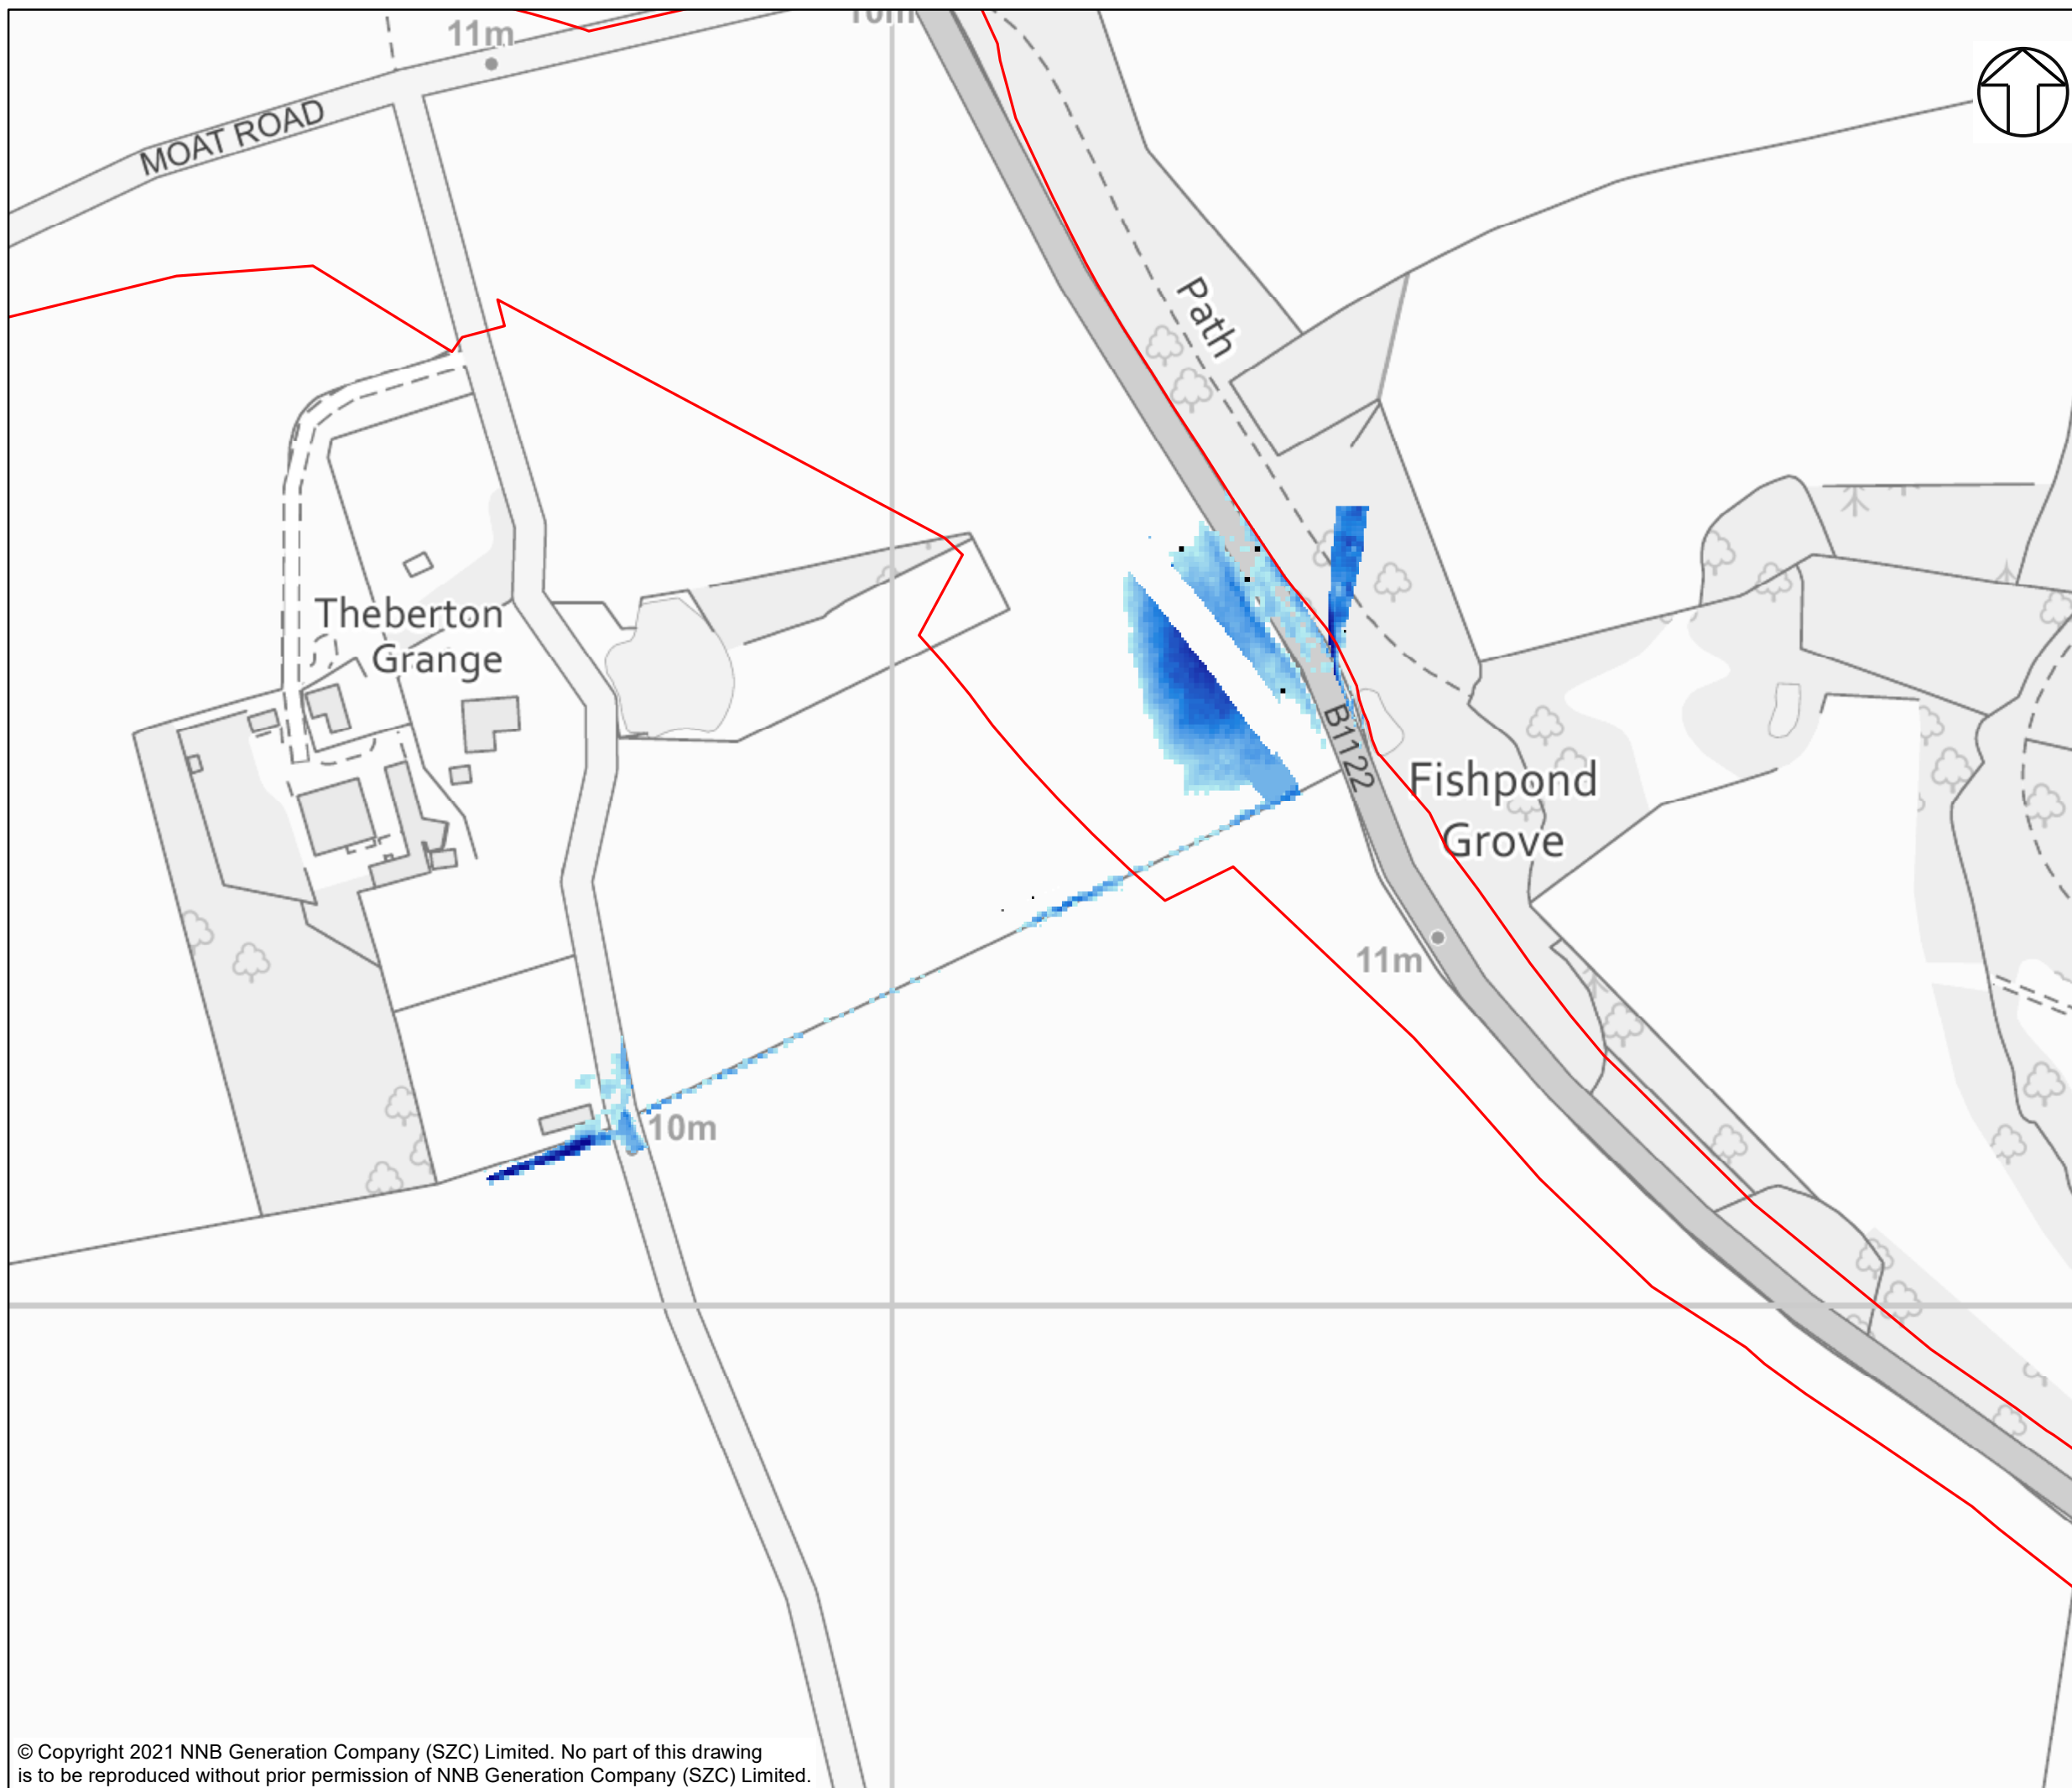 10m
11m
MOAT ROAD
Path
Theberton
Grange
B1122
Fishpond
Grove
11m
10m
© Copyright 2021 NNB Generation Company (SZC) Limited. No part of this drawing
is to be reproduced without prior permission of NNB Generation Company (SZC) Limited.